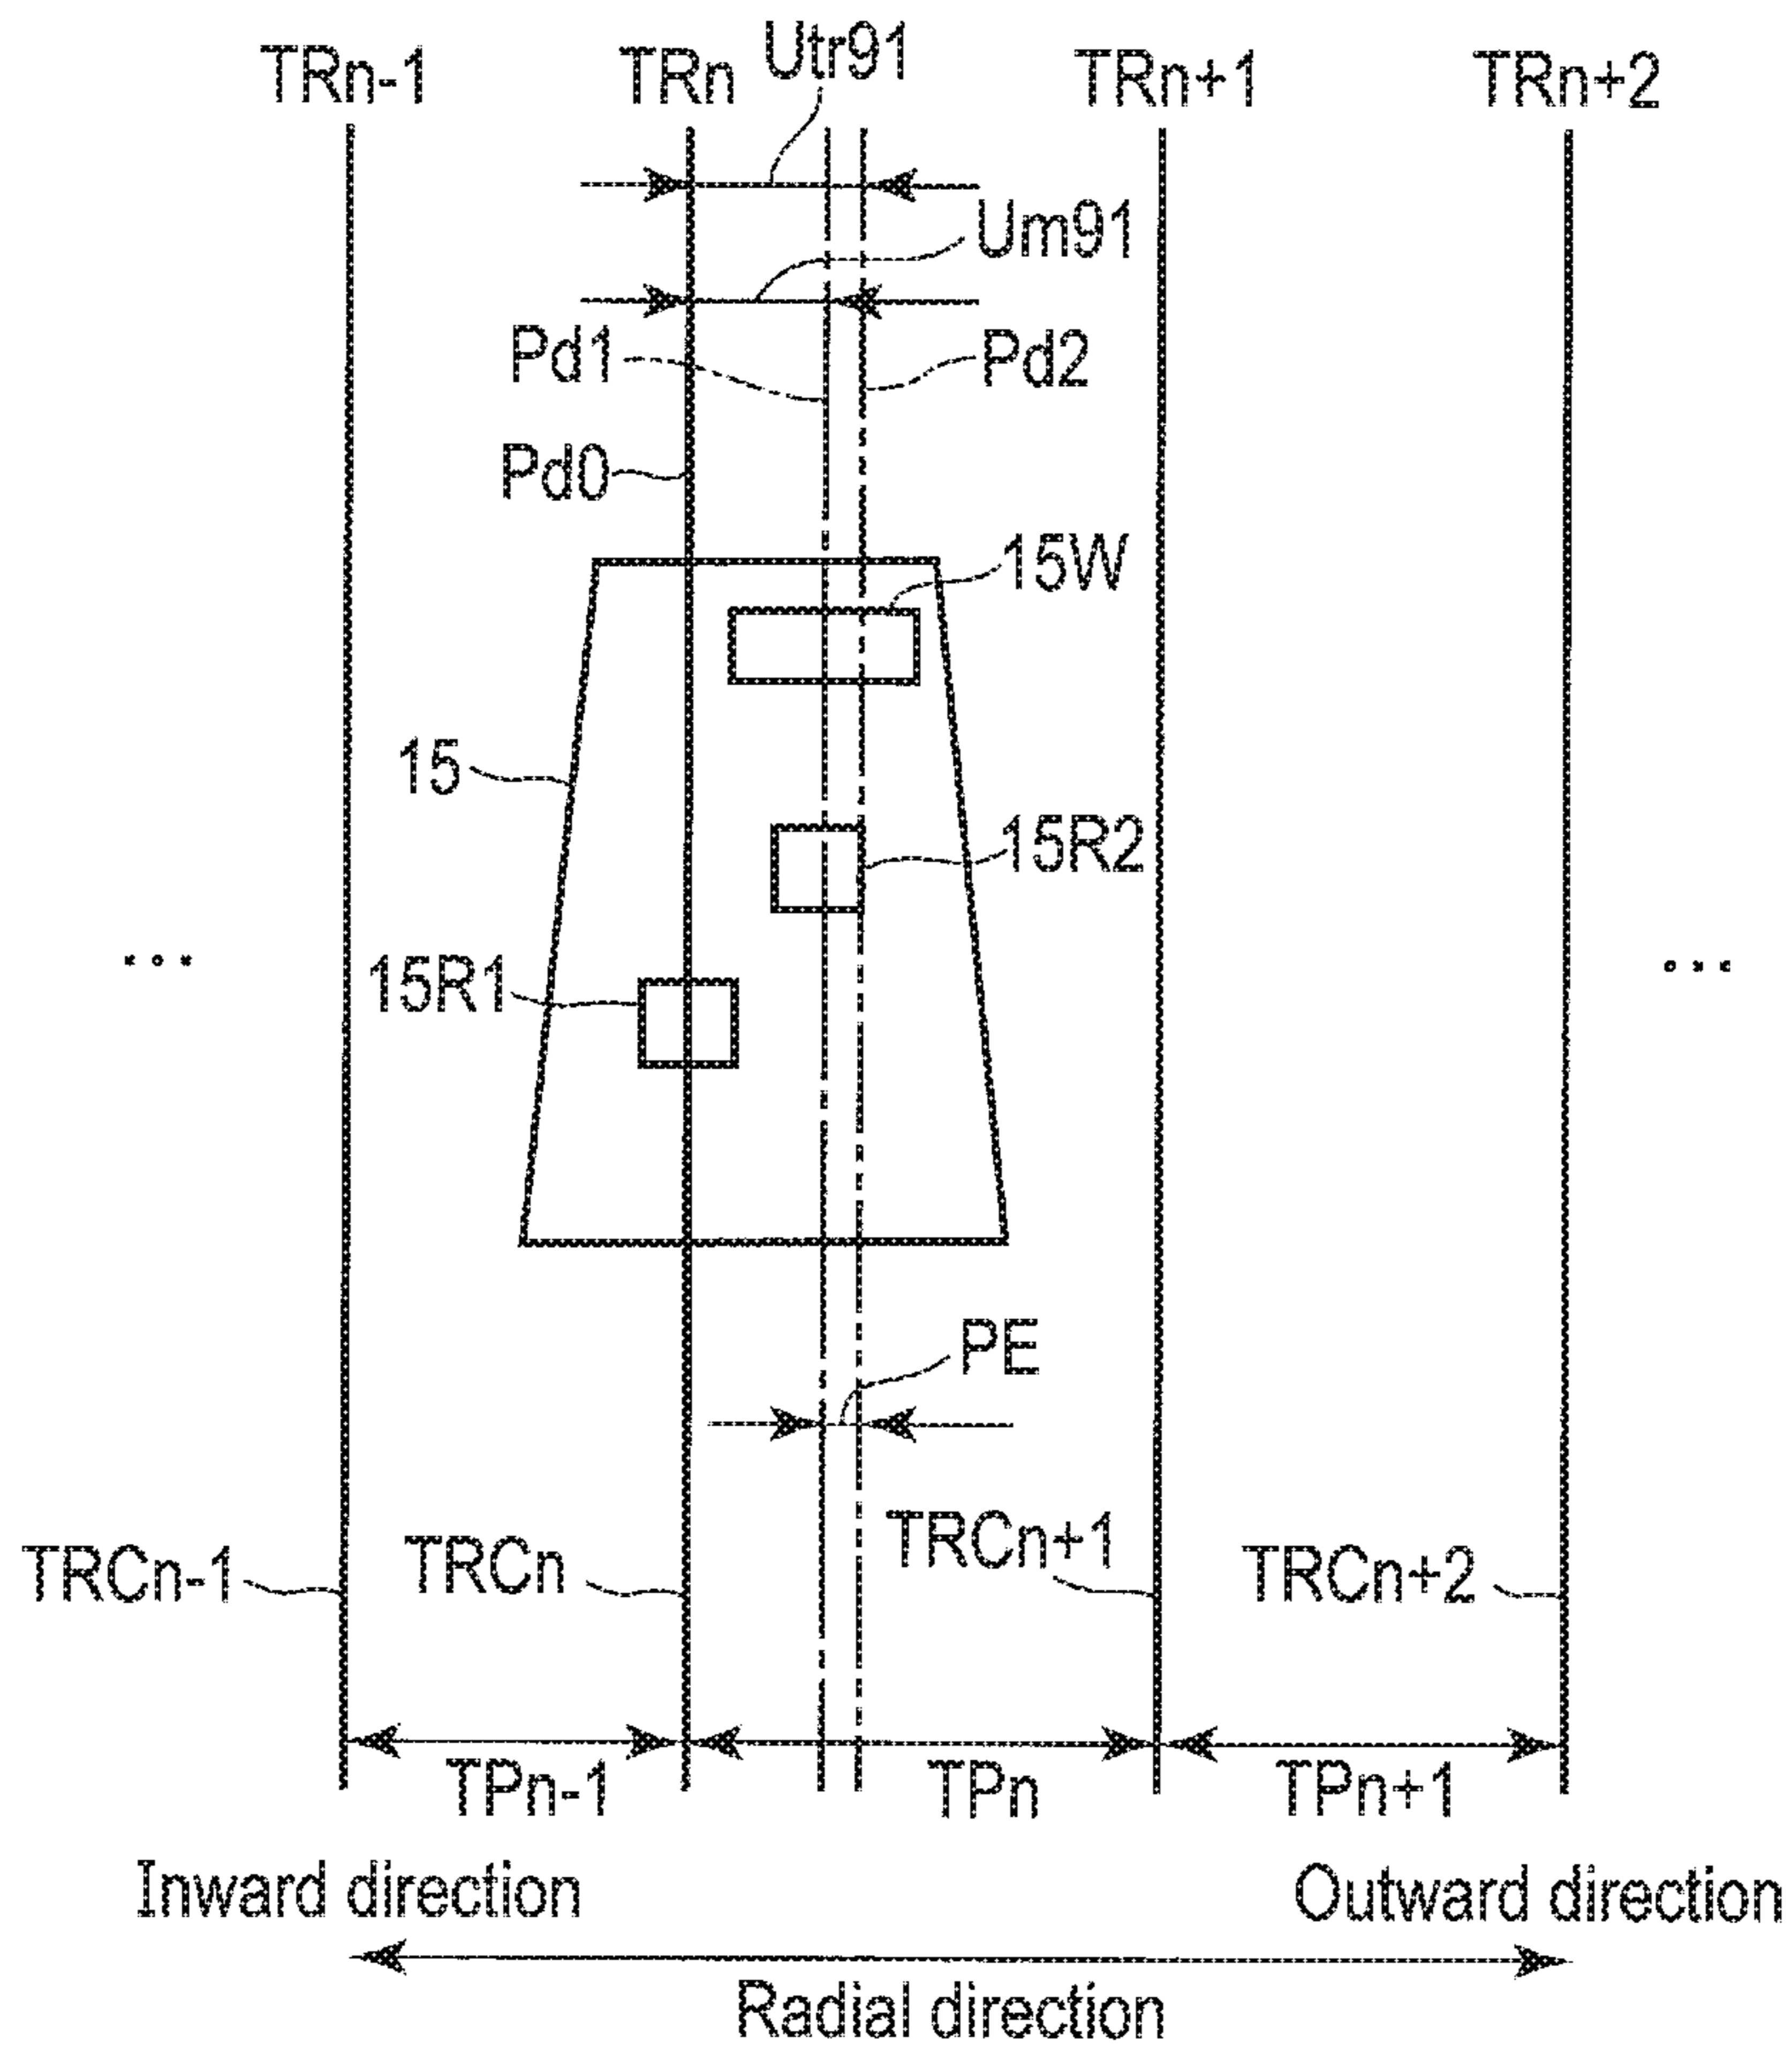 TRn-1 TRn Utr91 TRn+1 TRn+2
Um91
Pd1 Pd2
Pd0
15W
15
15R2
15R1
PE
TRCn-1 TRCn TRCn+1 TRCn+2
TPn-1 TPn TPn+1
Inward direction Outward direction
Radial direction